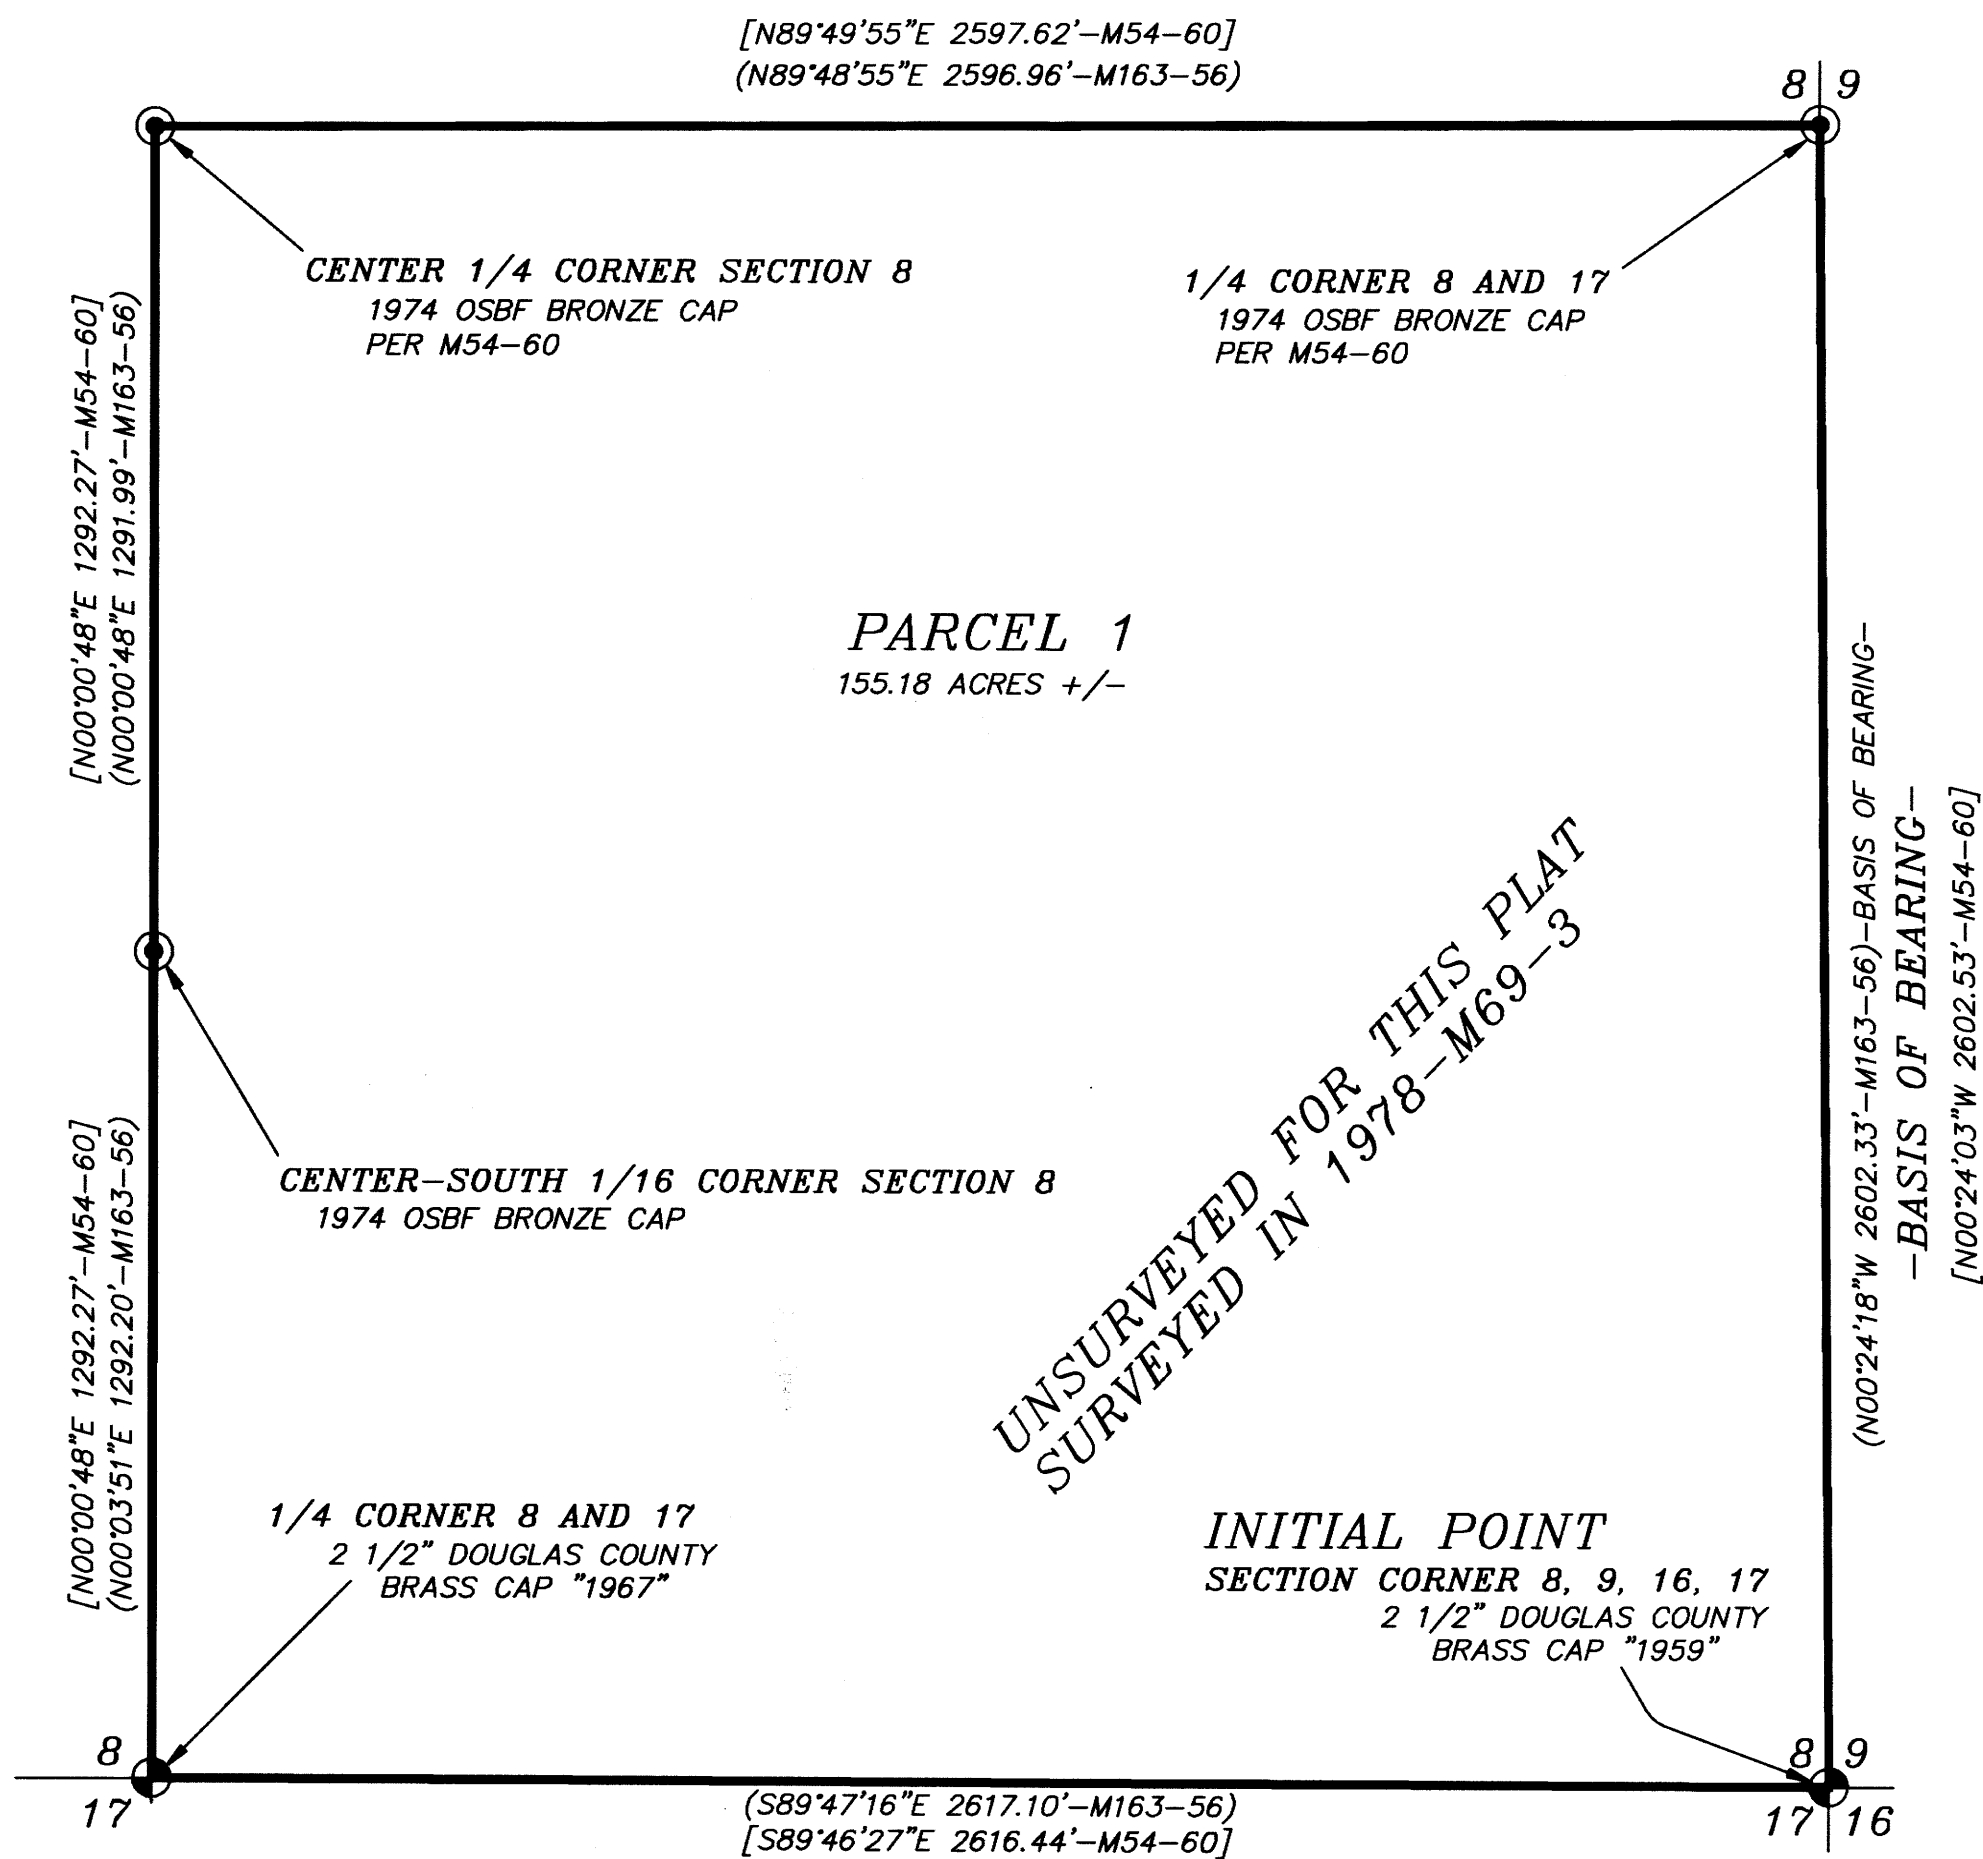 [N89°49'55"E 2597.62'-M54-60]
(N89°48'55"E 2596.96'-M163-56)
8 9
CENTER 1/4 CORNER SECTION 8
1974 OSBF BRONZE CAP
PER M54-60
1/4 CORNER 8 AND 17
1974 OSBF BRONZE CAP
PER M54-60
[N00°00'48"E 1292.27'-M54-60]
(N00°00'48"E 1291.99'-M163-56)
PARCEL 1
155.18 ACRES +/-
(N00°24'18"W 2602.33'-M163-56)-BASIS OF BEARING-
-BASIS OF BEARING-
[N00°24'03"W 2602.53'-M54-60]
UNSURVEYED FOR THIS PLAT
SURVEYED IN 1978-M69-3
CENTER-SOUTH 1/16 CORNER SECTION 8
1974 OSBF BRONZE CAP
[N00°00'48"E 1292.27'-M54-60]
(N00°03'51"E 1292.20'-M163-56)
1/4 CORNER 8 AND 17
2 1/2" DOUGLAS COUNTY
BRASS CAP "1967"
INITIAL POINT
SECTION CORNER 8, 9, 16, 17
2 1/2" DOUGLAS COUNTY
BRASS CAP "1959"
8
17
8 9
17 16
(S89°47'16"E 2617.10'-M163-56)
[S89°46'27"E 2616.44'-M54-60]